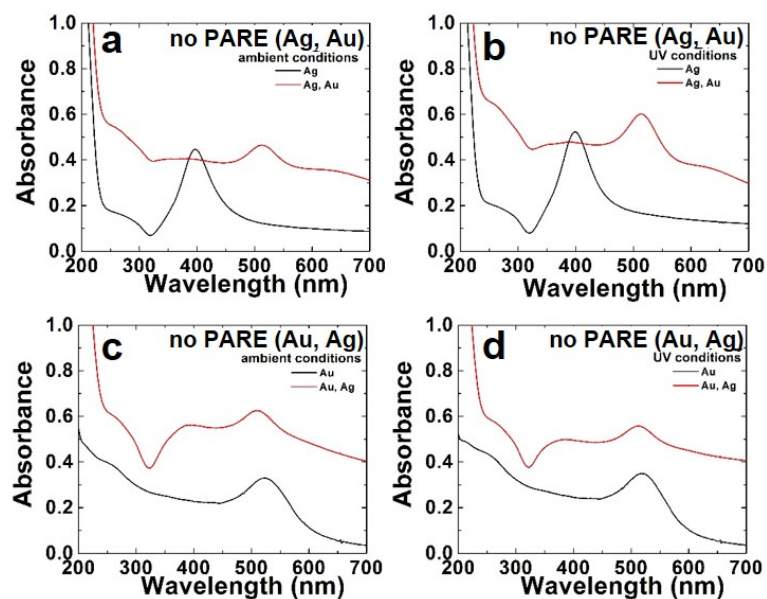 a
no PARE (Ag, Au)
ambient conditions
Ag
Ag, Au
Absorbance
1.0
0.8
0.6
0.4
0.2
0.0
200 300 400 500 600 700
Wavelength (nm)
b
no PARE (Ag, Au)
UV conditions
Ag
Ag, Au
Absorbance
1.0
0.8
0.6
0.4
0.2
0.0
200 300 400 500 600 700
Wavelength (nm)
c
no PARE (Au, Ag)
ambient conditions
Au
Au, Ag
Absorbance
1.0
0.8
0.6
0.4
0.2
0.0
200 300 400 500 600 700
Wavelength (nm)
d
no PARE (Au, Ag)
UV conditions
Au
Au, Ag
Absorbance
1.0
0.8
0.6
0.4
0.2
0.0
200 300 400 500 600 700
Wavelength (nm)